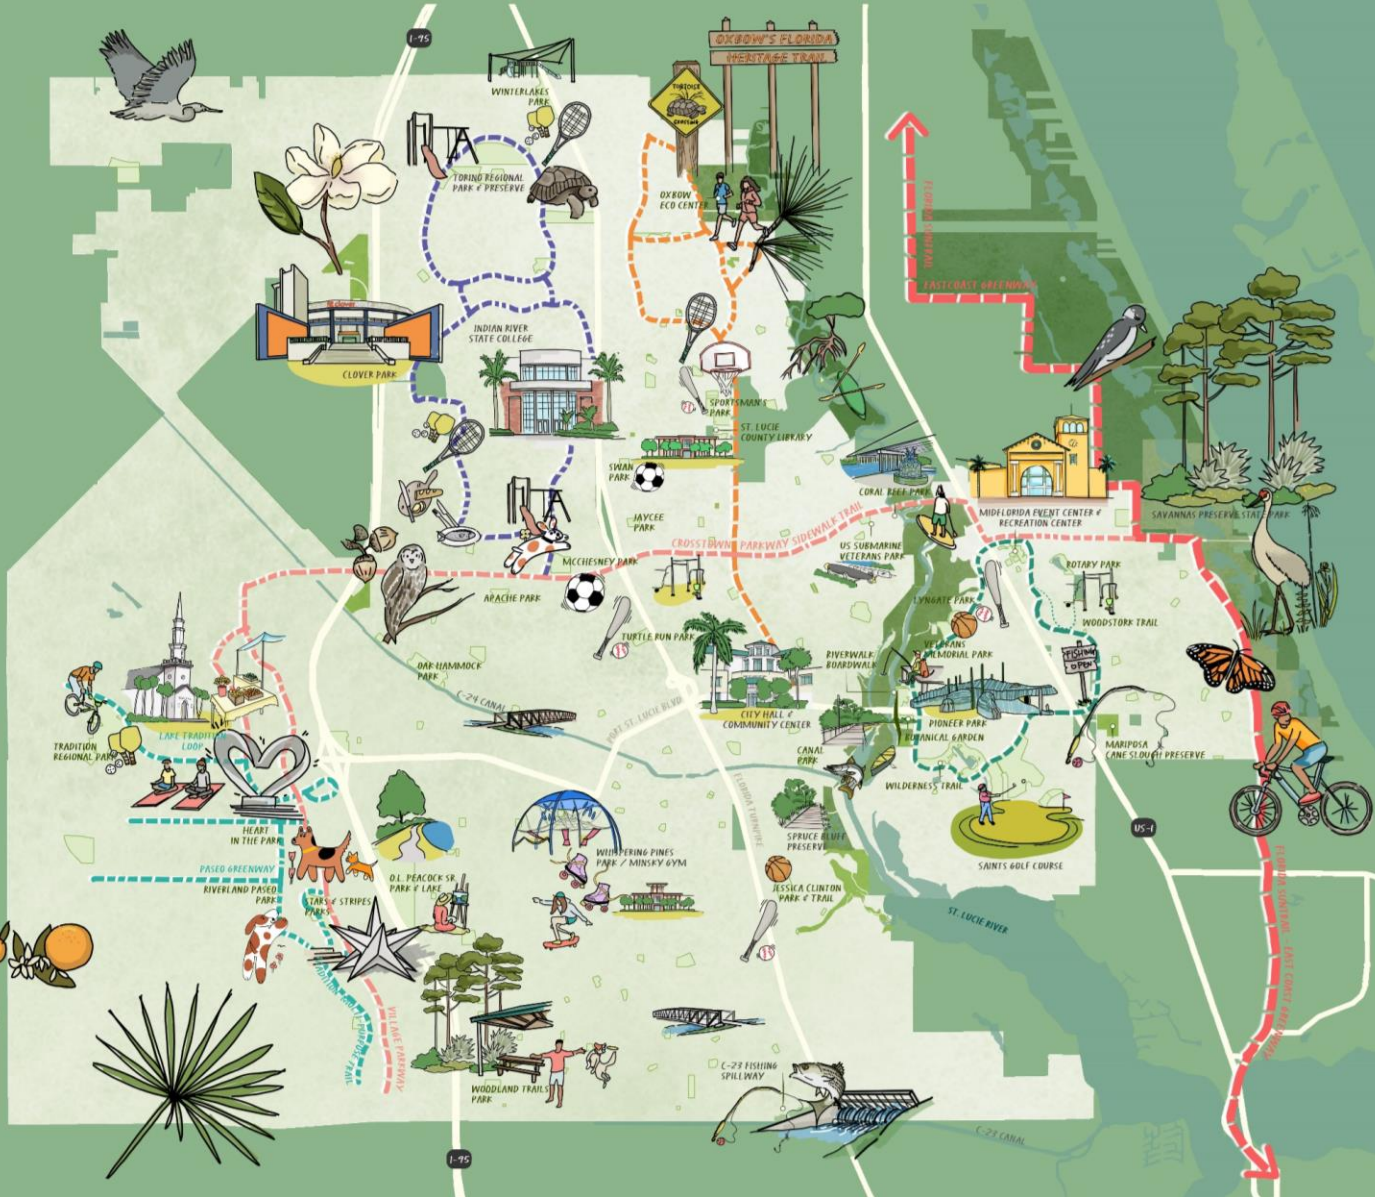 I-95
WINTERLAKES
PARK
OXBOW'S FLORIDA
HERITAGE TRAIL
TORTOISE
CROSSING
TORINO REGIONAL
PARK & PRESERVE
OXBOW
ECO CENTER
FLORIDA SUNTRAIL
EAST COAST GREENWAY
clover
CLOVER PARK
INDIAN RIVER
STATE COLLEGE
SPORTSMAN'S
PARK
ST. LUCIE
COUNTY LIBRARY
SWAN
PARK
JAYCEE
PARK
CORAL REEF PARK
MIDFLORIDA EVENT CENTER &
RECREATION CENTER
SAVANNAS PRESERVE STATE PARK
CROSSTOWN PARKWAY SIDEWALK TRAIL
US SUBMARINE
VETERANS PARK
MCCHESNEY PARK
APACHE PARK
ROTARY PARK
LYNGATE PARK
WOODSTORK TRAIL
TURTLE RUN PARK
OAK HAMMOCK
PARK
C-24 CANAL
PORT ST. LUCIE BLVD
RIVERWALK
BOARDWALK
VETERANS
MEMORIAL PARK
FISHING
OPEN
CITY HALL &
COMMUNITY CENTER
PIONEER PARK
BOTANICAL GARDEN
CANAL
PARK
MARIPOSA
CANE SLOUGH PRESERVE
WILDERNESS TRAIL
LAKE TRADITION
LOOP
TRADITION
REGIONAL PARK
HEART
IN THE PARK
PASEO GREENWAY
RIVERLAND PASEO
PARK
STARS & STRIPES
PARKS
O.L. PEACOCK SR.
PARK & LAKE
WHISPERING PINES
PARK / MINSKY GYM
FLORIDA TURNPIKE
SPRUCE BLUFF
PRESERVE
JESSICA CLINTON
PARK & TRAIL
SAINTS GOLF COURSE
US-1
ST. LUCIE RIVER
FLORIDA SUNTRAIL - EAST COAST GREENWAY
TRADITION MULTI-PURPOSE TRAIL
VILLAGE PARKWAY
WOODLAND TRAILS
PARK
C-23 FISHING
SPILLWAY
C-23 CANAL
I-95